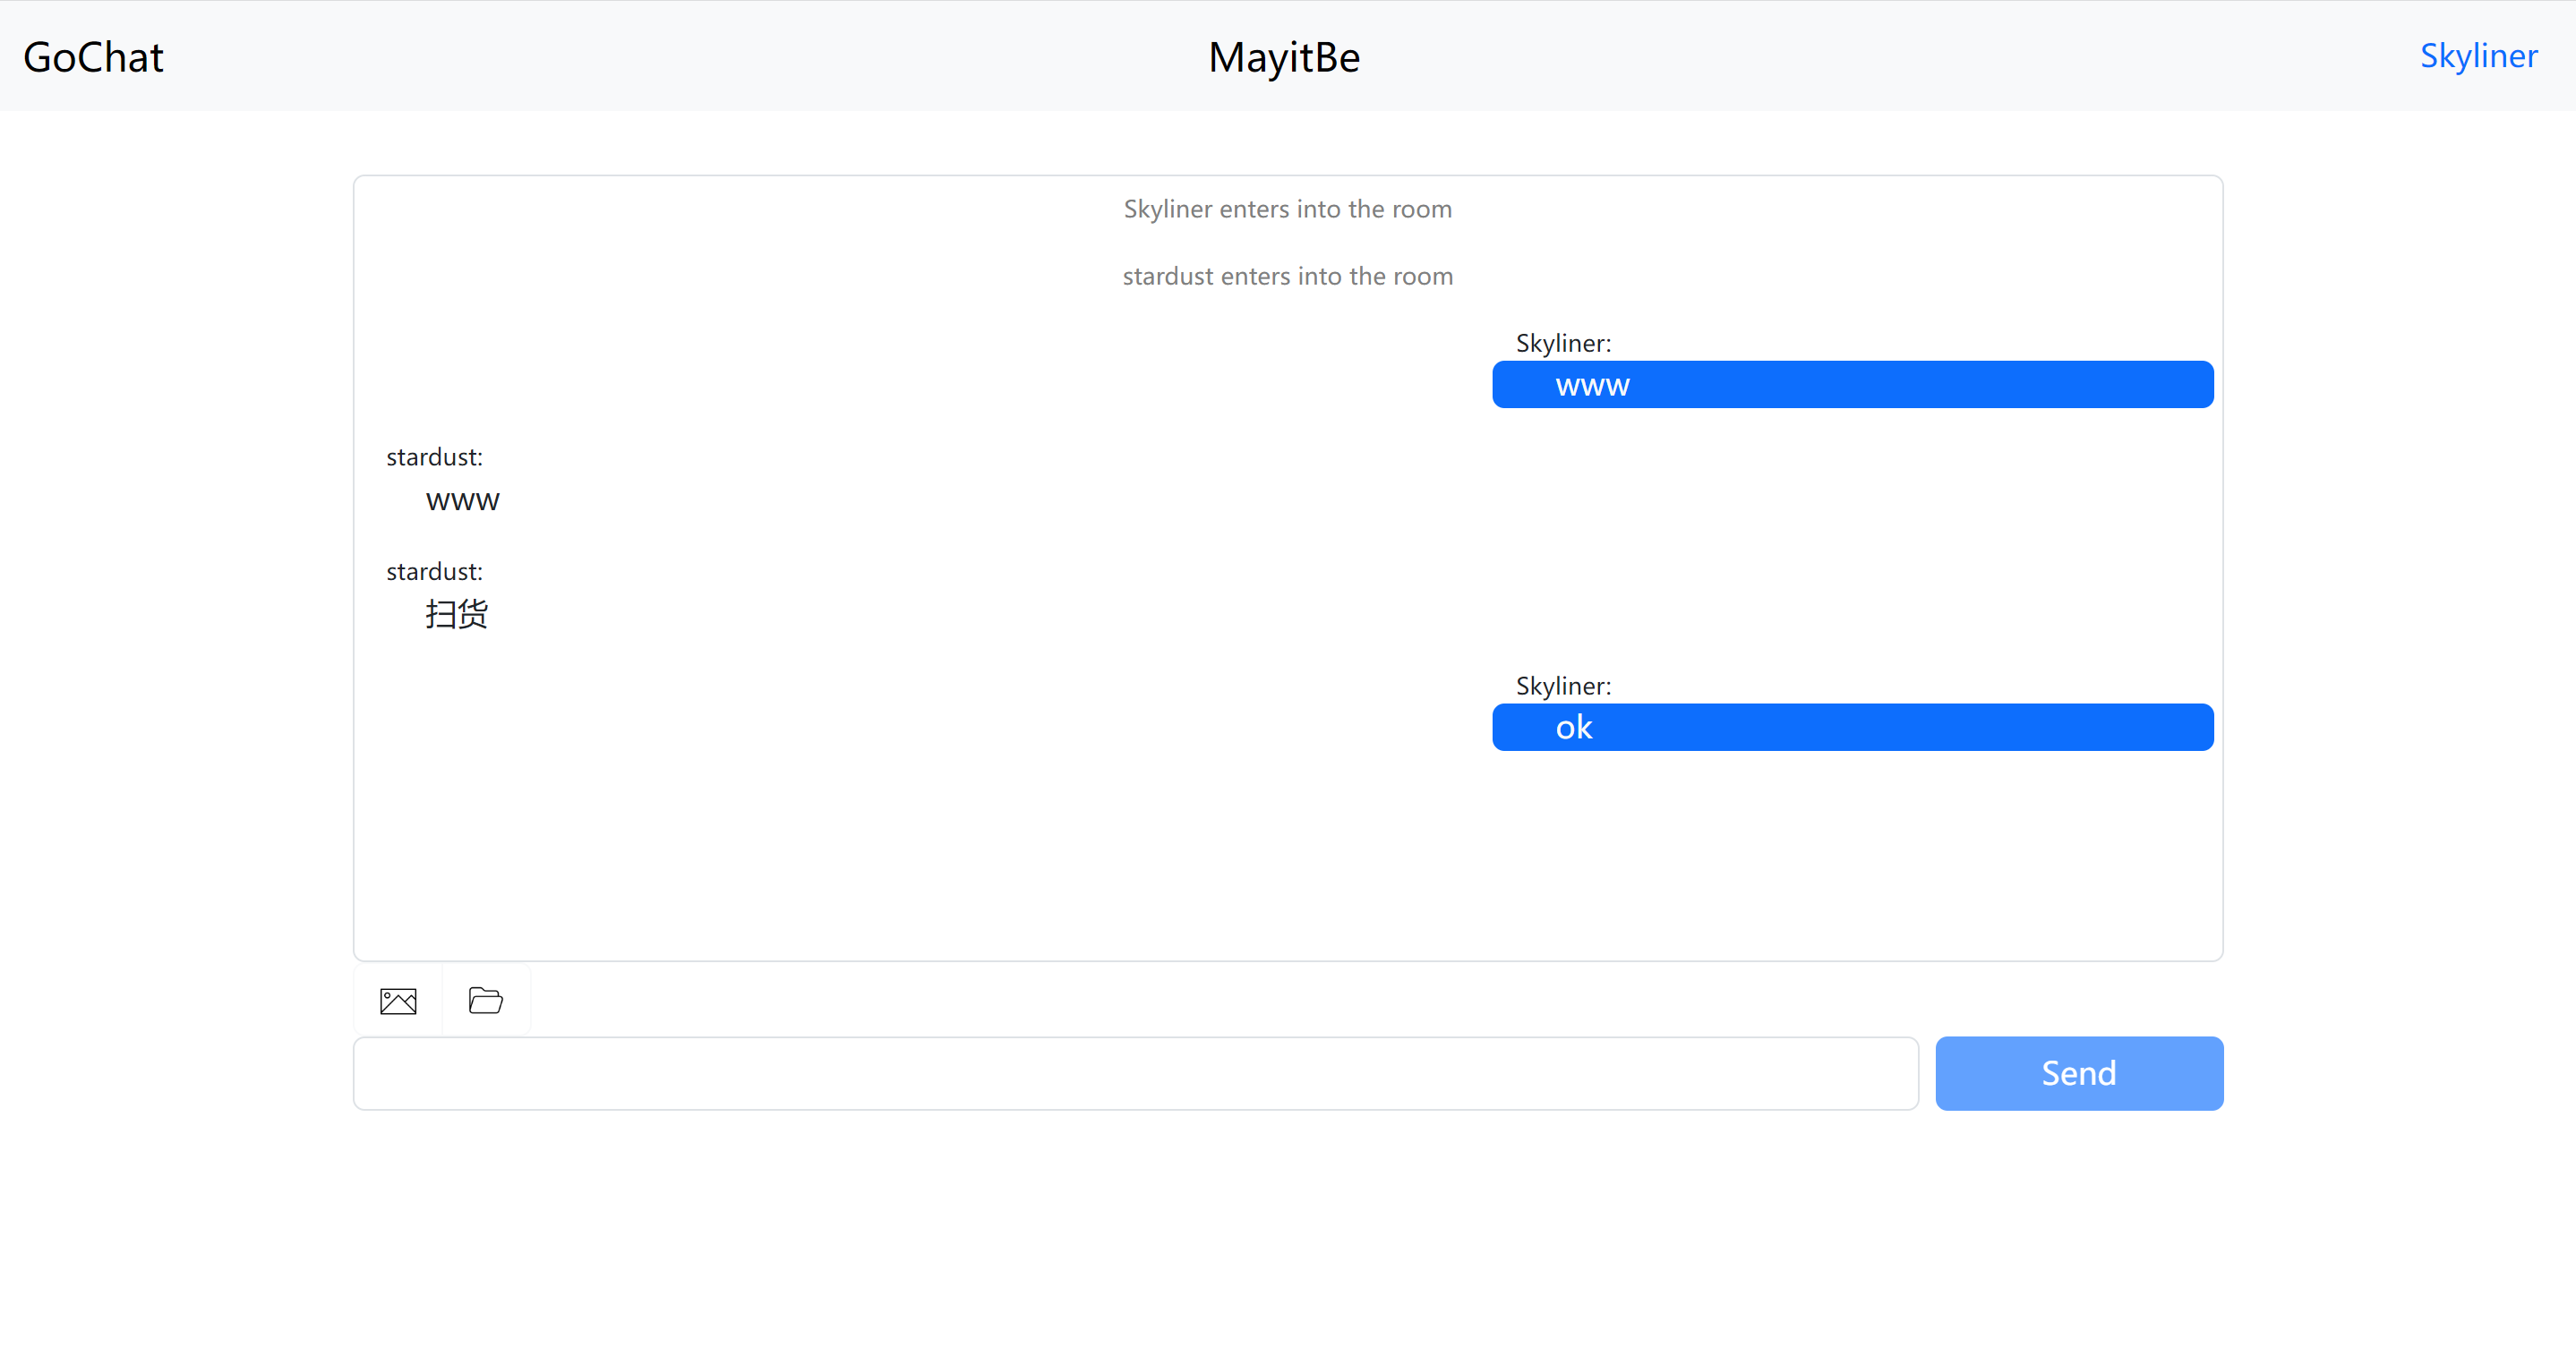 GoChat
MayitBe
Skyliner
Skyliner enters into the room
stardust enters into the room
Skyliner:
www
stardust:
www
stardust:
扫货
Skyliner:
ok
Send